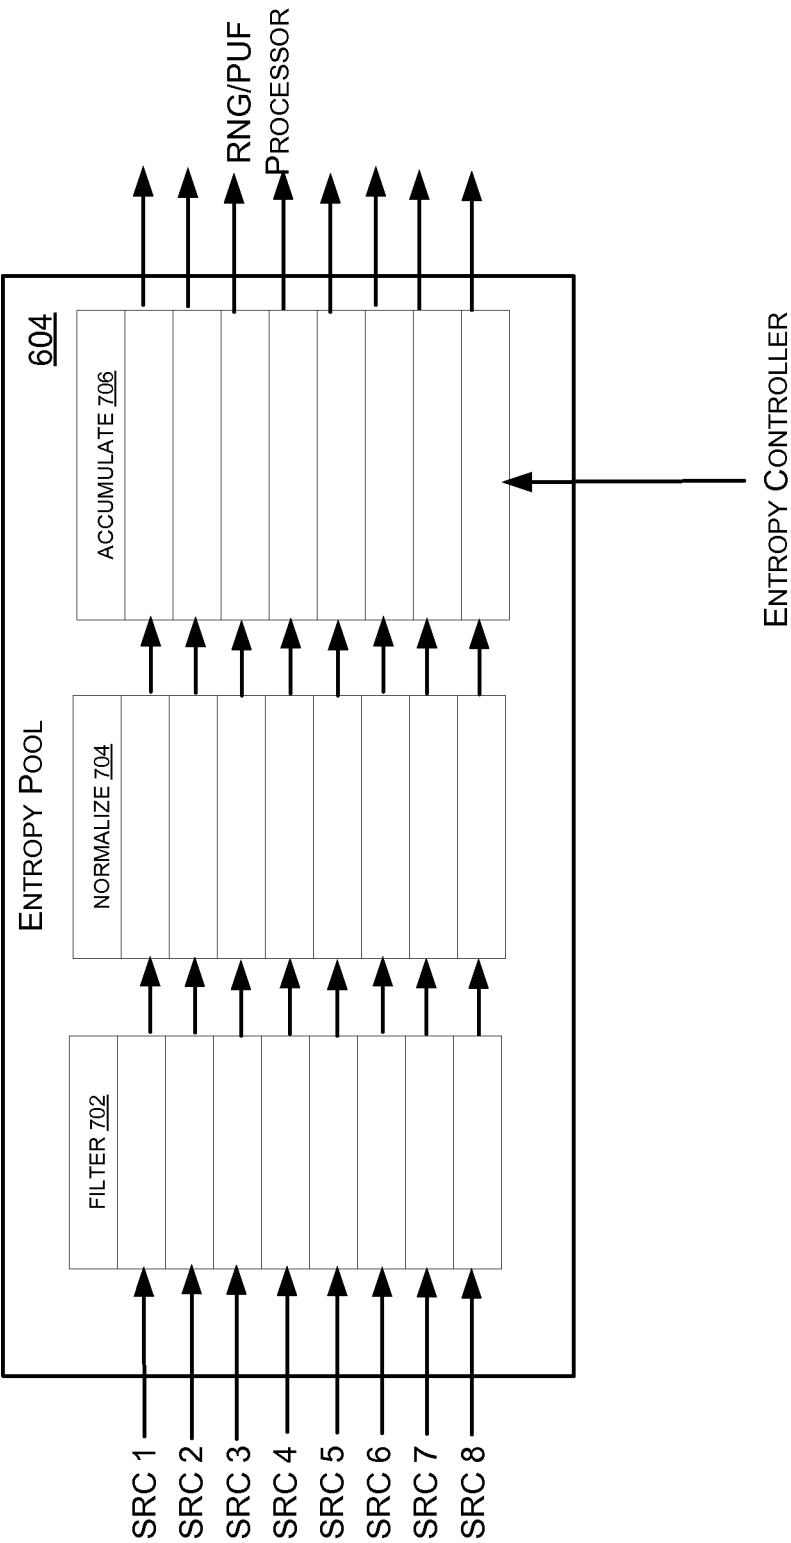 ENTROPY POOL
604
SRC 1
SRC 2
SRC 3
SRC 4
SRC 5
SRC 6
SRC 7
SRC 8
FILTER 702
NORMALIZE 704
ACCUMULATE 706
RNG/PUF
PROCESSOR
ENTROPY CONTROLLER